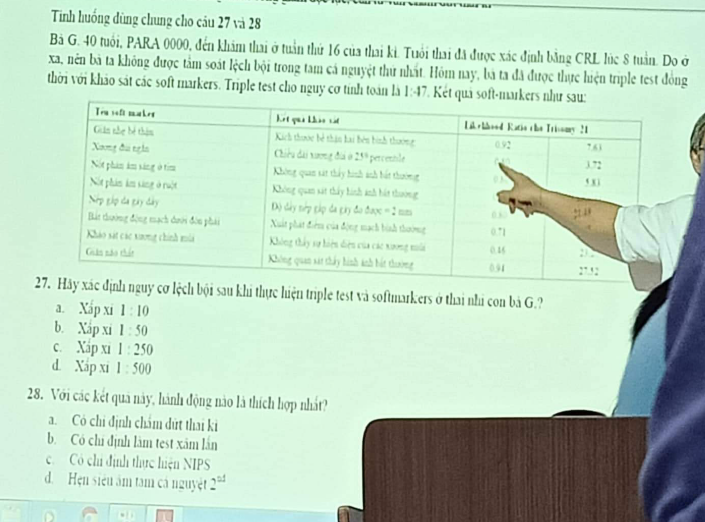 Tình huống dùng chung cho câu 27 và 28
Bà G. 40 tuổi, PARA 0000, đến khám thai ở tuần thứ 16 của thai kì. Tuổi thai đã được xác định bằng CRL lúc 8 tuần. Do ở
xa, nên bà ta không được tầm soát lệch bội trong tam cá nguyệt thứ nhất. Hôm nay, bà ta đã được thực hiện triple test đồng
thời với khảo sát các soft markers. Triple test cho nguy cơ tính toán là 1:47. Kết quả soft-markers như sau:
Tên soft marker Kết quả khảo sát Likelihood Ratio cho Trisomy 21
Giãn nhẹ bể thận Kích thước bể thận hai bên bình thường 0.92 7.63
Xương đùi ngắn Chiều dài xương đùi ở 25th percentile 3.72
Nốt phản âm sáng ở tim Không quan sát thấy hình ảnh bất thường 5.83
Nốt phản âm sáng ở ruột Không quan sát thấy hình ảnh bất thường
Nếp gấp da gáy dày Độ dày nếp gấp da gáy đo được = 2 mm
Bất thường động mạch dưới đòn phải Xuất phát điểm của động mạch bình thường 0.71
Khảo sát các xương chính mũi Không thấy sự hiện diện của các xương mũi 0.46
Giãn não thất Không quan sát thấy hình ảnh bất thường 0.94 27.52
27. Hãy xác định nguy cơ lệch bội sau khi thực hiện triple test và softmarkers ở thai nhi con bà G.?
a. Xấp xỉ 1 : 10
b. Xấp xỉ 1 : 50
c. Xấp xỉ 1 : 250
d. Xấp xỉ 1 : 500
28. Với các kết quả này, hành động nào là thích hợp nhất?
a. Có chỉ định chấm dứt thai kì
b. Có chỉ định làm test xâm lấn
c. Có chỉ định thực hiện NIPS
d. Hẹn siêu âm tam cá nguyệt 2nd